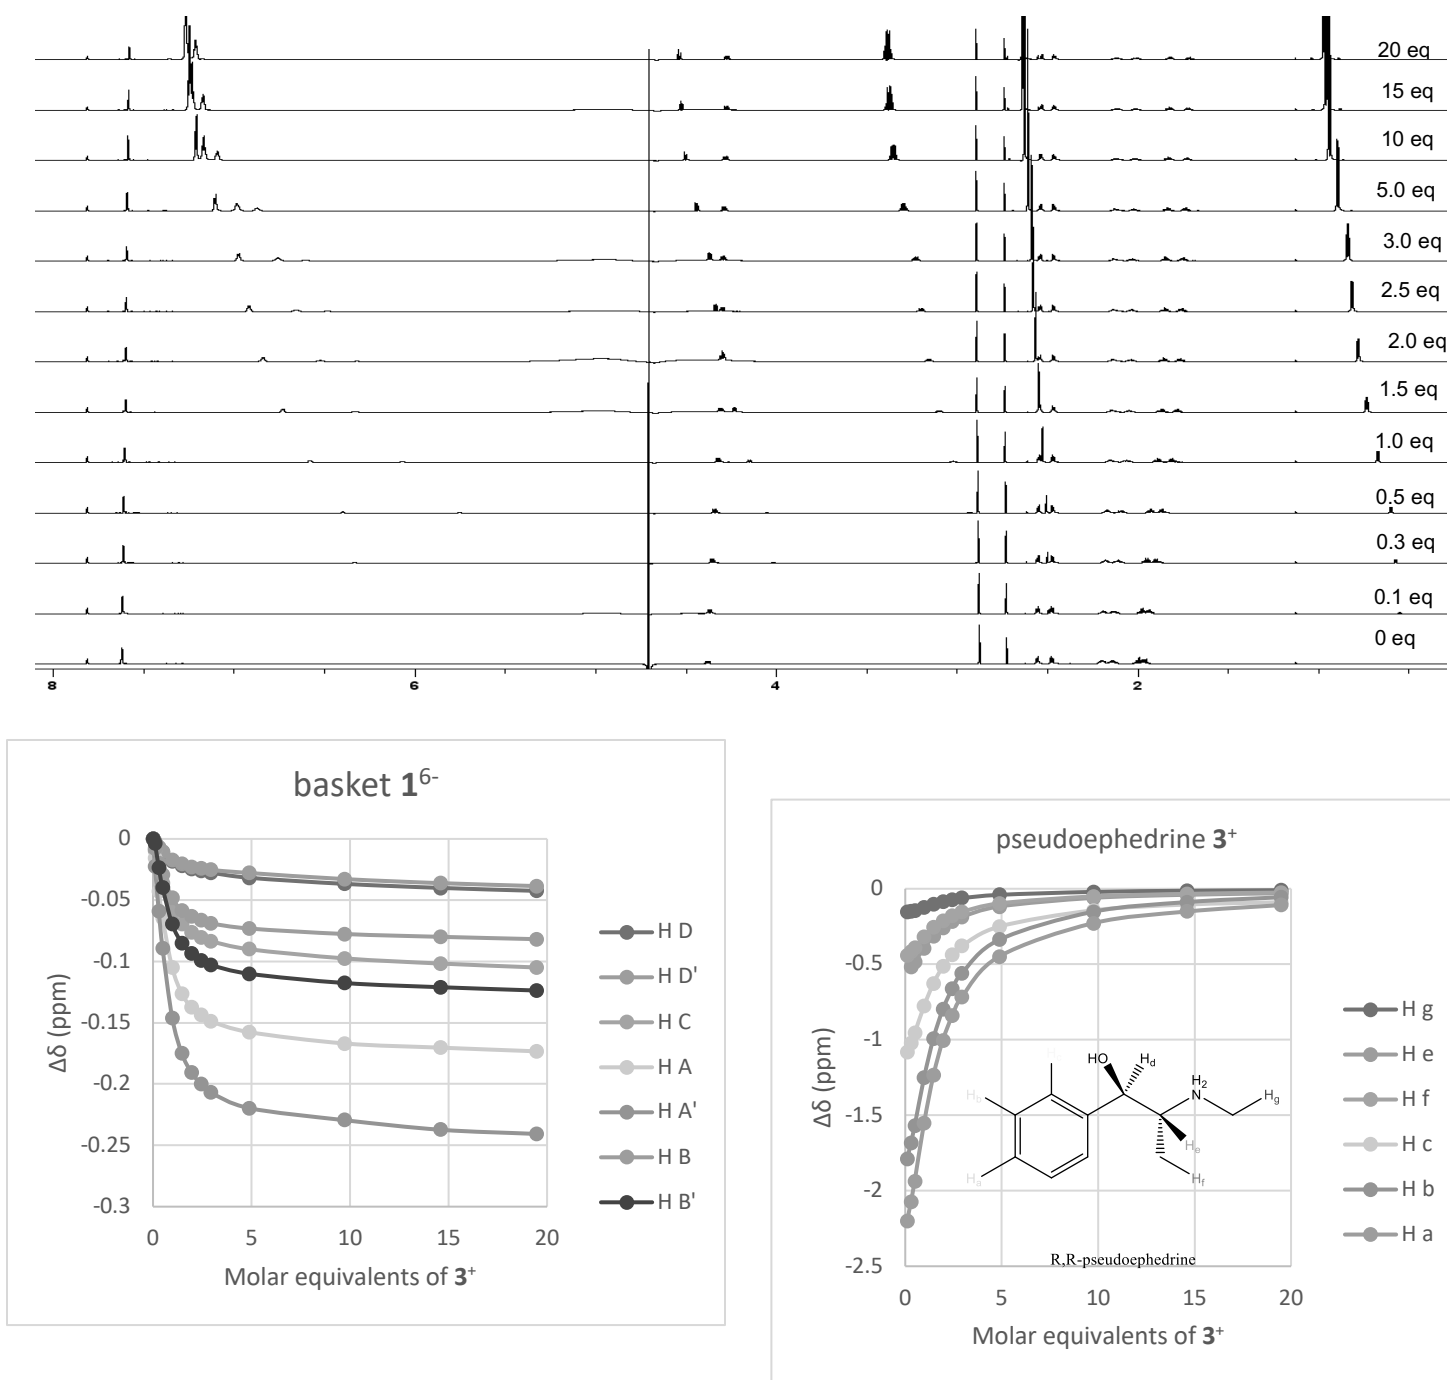 20 eq
15 eq
10 eq
5.0 eq
3.0 eq
2.5 eq
2.0 eq
1.5 eq
1.0 eq
0.5 eq
0.3 eq
0.1 eq
0 eq
8 6 4 2
basket 1⁶⁻
0
-0.05
-0.1
-0.15
-0.2
-0.25
-0.3
Δδ (ppm)
0 5 10 15 20
Molar equivalents of 3⁺
H D
H D'
H C
H A
H A'
H B
H B'
pseudoephedrine 3⁺
0
-0.5
-1
-1.5
-2
-2.5
Δδ (ppm)
HO
Hd
H2
N
Hg
Hb
He
Ha
Hf
R,R-pseudoephedrine
0 5 10 15 20
Molar equivalents of 3⁺
H g
H e
H f
H c
H b
H a